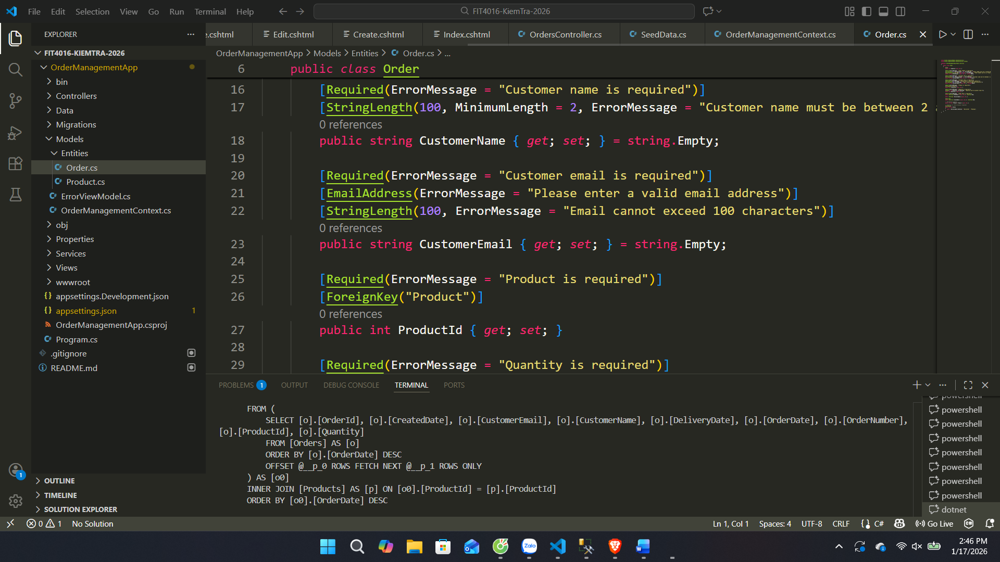 File Edit Selection View Go Run Terminal Help
FIT4016-KiemTra-2026
EXPLORER
e.cshtml Edit.cshtml Create.cshtml Index.cshtml OrdersController.cs SeedData.cs OrderManagementContext.cs Order.cs
FIT4016-KIEMTRA-2026
OrderManagementApp
bin
Controllers
Data
Migrations
Models
Entities
Order.cs
Product.cs
ErrorViewModel.cs
OrderManagementContext.cs
obj
Properties
Services
Views
wwwroot
appsettings.Development.json
appsettings.json 1
OrderManagementApp.csproj
Program.cs
.gitignore
README.md
OUTLINE
TIMELINE
SOLUTION EXPLORER
OrderManagementApp > Models > Entities > Order.cs > ...
6 public class Order
16 [Required(ErrorMessage = "Customer name is required")]
17 [StringLength(100, MinimumLength = 2, ErrorMessage = "Customer name must be between 2
0 references
18 public string CustomerName { get; set; } = string.Empty;
19
20 [Required(ErrorMessage = "Customer email is required")]
21 [EmailAddress(ErrorMessage = "Please enter a valid email address")]
22 [StringLength(100, ErrorMessage = "Email cannot exceed 100 characters")]
0 references
23 public string CustomerEmail { get; set; } = string.Empty;
24
25 [Required(ErrorMessage = "Product is required")]
26 [ForeignKey("Product")]
0 references
27 public int ProductId { get; set; }
28
29 [Required(ErrorMessage = "Quantity is required")]
PROBLEMS 1 OUTPUT DEBUG CONSOLE TERMINAL PORTS
FROM (
SELECT [o].[OrderId], [o].[CreatedDate], [o].[CustomerEmail], [o].[CustomerName], [o].[DeliveryDate], [o].[OrderDate], [o].[OrderNumber],
[o].[ProductId], [o].[Quantity]
FROM [Orders] AS [o]
ORDER BY [o].[OrderDate] DESC
OFFSET @__p_0 ROWS FETCH NEXT @__p_1 ROWS ONLY
) AS [o0]
INNER JOIN [Products] AS [p] ON [o0].[ProductId] = [p].[ProductId]
ORDER BY [o0].[OrderDate] DESC
powershell
powershell
powershell
powershell
powershell
powershell
powershell
powershell
dotnet
1
0 1 No Solution
Ln 1, Col 1 Spaces: 4 UTF-8 CRLF C# Go Live
Zalo
2:46 PM
1/17/2026